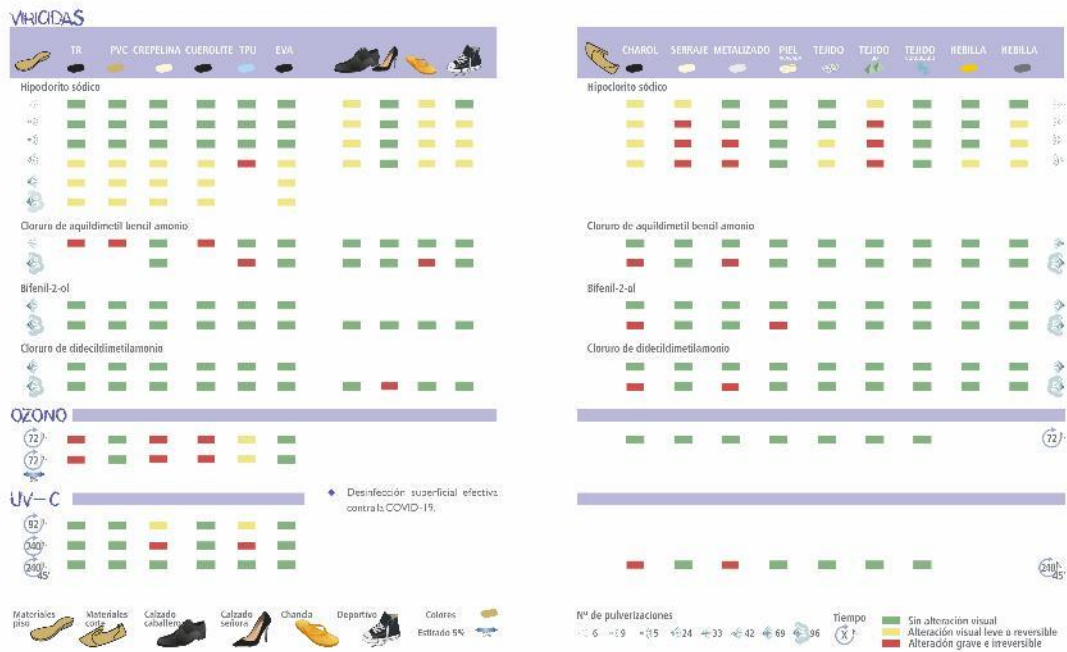 VIRICIDAS
TR PVC CREPELINA CUEROLITE TPU EVA
CHAROL SERRAJE METALIZADO PIEL TEJIDO TEJIDO TEJIDO HEBILLA HEBILLA
Hipoclorito sódico
Hipoclorito sódico
Cloruro de aquildimetil bencil amonio
Cloruro de aquildimetil bencil amonio
Bifenil-2-ol
Bifenil-2-ol
Cloruro de didecildimetilamonio
Cloruro de didecildimetilamonio
OZONO
72
72
72
5%
UV-C
Desinfección superficial efectiva
contra la COVID-19.
92
240
240
45'
240
45'
Materiales piso
Materiales corte
Calzado caballero
Calzado señora
Chancla
Deportivo
Colores
Estirado 5%
Nº de pulverizaciones
6 9 15 24 33 42 69 96
Tiempo
X
Sin alteración visual
Alteración visual leve o reversible
Alteración grave e irreversible